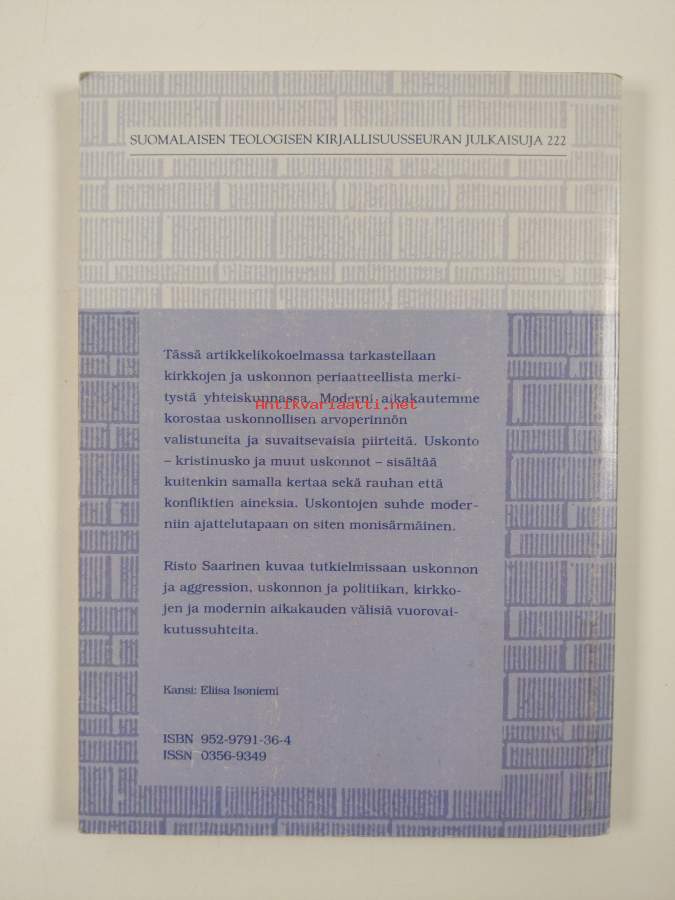 SUOMALAISEN TEOLOGISEN KIRJALLISUUSSEURAN JULKAISUJA 222
Tässä artikkelikokoelmassa tarkastellaan
kirkkojen ja uskonnon periaatteellista merki-
tystä yhteiskunnassa. Moderni aikakautemme
Antikvariaatti.net
korostaa uskonnollisen arvoperinnön
valistuneita ja suvaitsevaisia piirteitä. Uskonto
– kristinusko ja muut uskonnot – sisältää
kuitenkin samalla kertaa sekä rauhan että
konfliktien aineksia. Uskontojen suhde moder-
niin ajattelutapaan on siten monisärmäinen.
Risto Saarinen kuvaa tutkielmissaan uskonnon
ja aggression, uskonnon ja politiikan, kirkko-
jen ja modernin aikakauden välisiä vuorovai-
kutussuhteita.
Kansi: Eliisa Isoniemi
ISBN 952-9791-36-4
ISSN 0356-9349